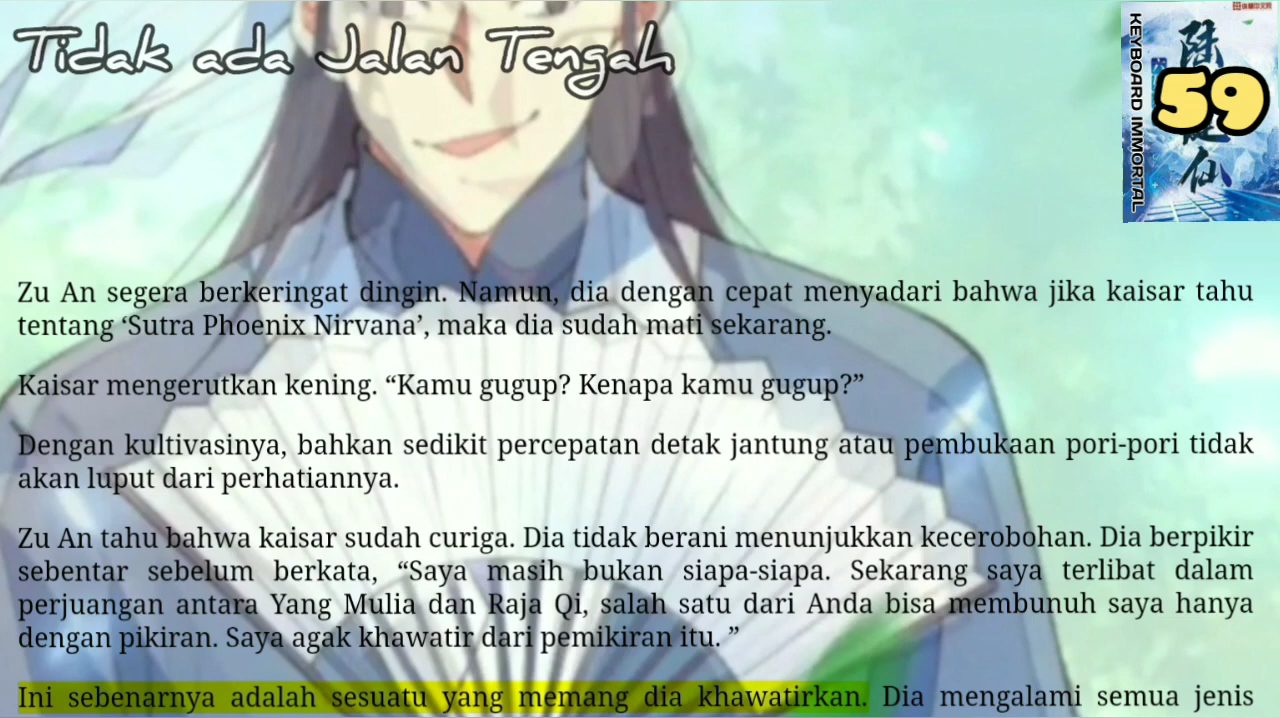 Tidak ada Jalan Tengah
KEYBOARD IMMORTAL
59
仙
Zu An segera berkeringat dingin. Namun, dia dengan cepat menyadari bahwa jika kaisar tahu
tentang ‘Sutra Phoenix Nirvana’, maka dia sudah mati sekarang.
Kaisar mengerutkan kening. “Kamu gugup? Kenapa kamu gugup?”
Dengan kultivasinya, bahkan sedikit percepatan detak jantung atau pembukaan pori-pori tidak
akan luput dari perhatiannya.
Zu An tahu bahwa kaisar sudah curiga. Dia tidak berani menunjukkan kecerobohan. Dia berpikir
sebentar sebelum berkata, “Saya masih bukan siapa-siapa. Sekarang saya terlibat dalam
perjuangan antara Yang Mulia dan Raja Qi, salah satu dari Anda bisa membunuh saya hanya
dengan pikiran. Saya agak khawatir dari pemikiran itu. ”
Ini sebenarnya adalah sesuatu yang memang dia khawatirkan. Dia mengalami semua jenis